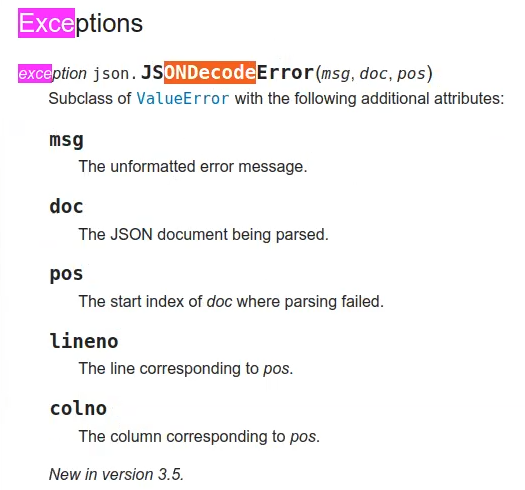 Exceptions
exception json.JSONDecodeError(msg, doc, pos)
Subclass of ValueError with the following additional attributes:
msg
The unformatted error message.
doc
The JSON document being parsed.
pos
The start index of doc where parsing failed.
lineno
The line corresponding to pos.
colno
The column corresponding to pos.
New in version 3.5.